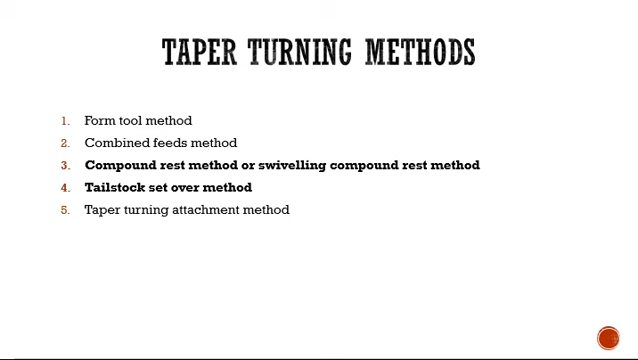 TAPER TURNING METHODS
1. Form tool method
2. Combined feeds method
3. Compound rest method or swivelling compound rest method
4. Tailstock set over method
5. Taper turning attachment method